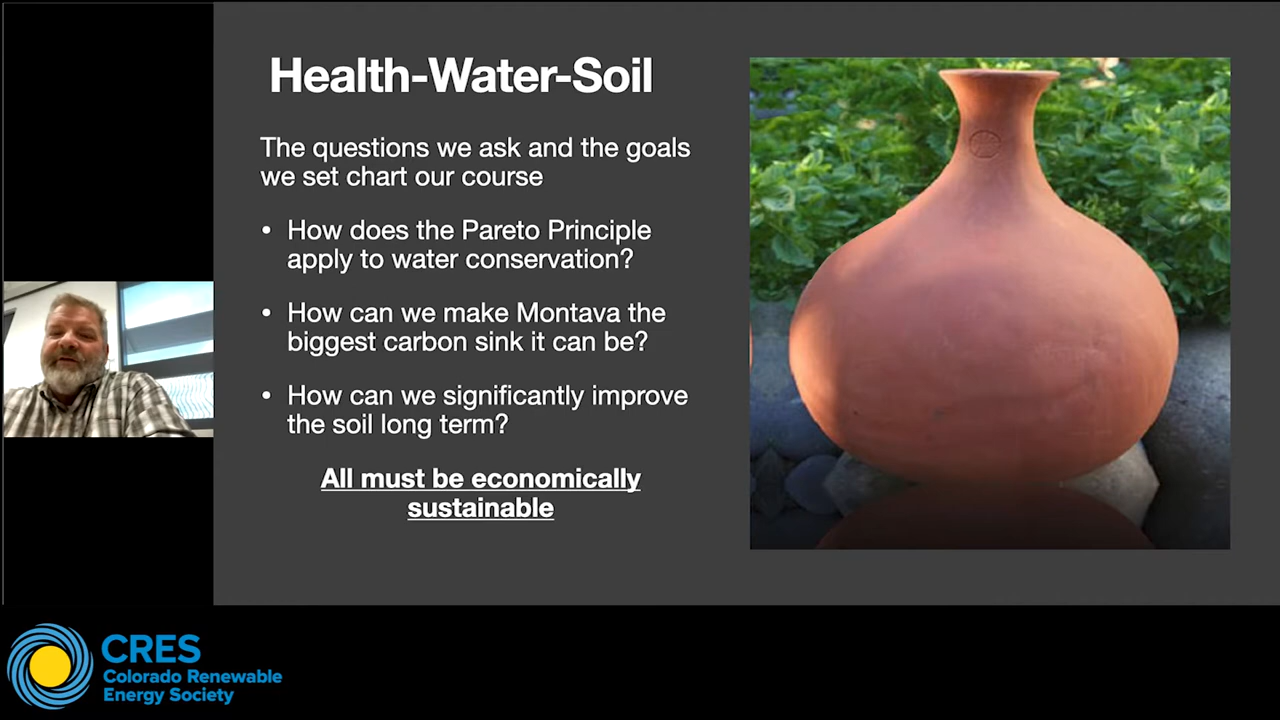 Health-Water-Soil
The questions we ask and the goals
we set chart our course
• How does the Pareto Principle
apply to water conservation?
• How can we make Montava the
biggest carbon sink it can be?
• How can we significantly improve
the soil long term?
All must be economically
sustainable
CRES
Colorado Renewable
Energy Society